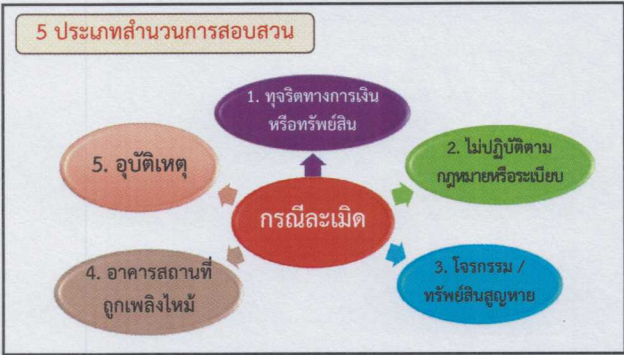 5 ประเภทสำนวนการสอบสวน
1. ทุจริตทางการเงิน
หรือทรัพย์สิน
2. ไม่ปฏิบัติตาม
กฎหมายหรือระเบียบ
3. โจรกรรม /
ทรัพย์สินสูญหาย
4. อาคารสถานที่
ถูกเพลิงไหม้
5. อุบัติเหตุ
กรณีละเมิด